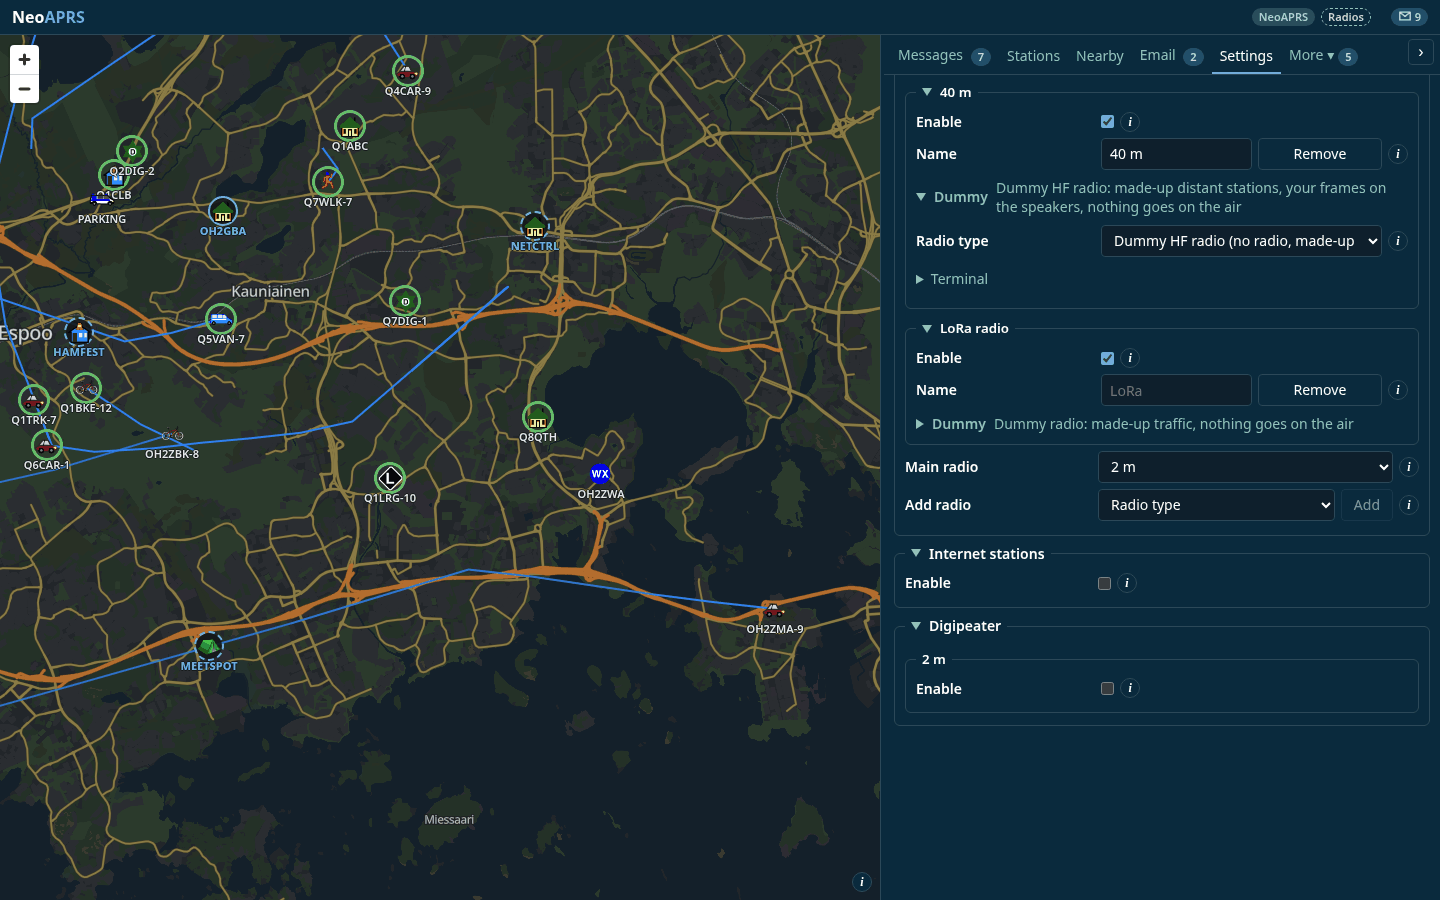 NeoAPRS
NeoAPRS
Radios
9
Messages 7
Stations
Nearby
Email 2
Settings
More ▾ 5
›
+
−
Q4CAR-9
Q1ABC
Q2DIG-2
Q1CLB
PARKING
Q7WLK-7
OH2GBA
NETCTRL
Kauniainen
Q7DIG-1
Q5VAN-7
Espoo
HAMFEST
Q1BKE-12
Q1TRK-7
OH2ZBK-8
Q6CAR-1
Q8QTH
L
Q1LRG-10
WX
OH2ZWA
OH2ZMA-9
MEETSPOT
Miessaari
i
40 m
Enable i
Name 40 m Remove i
Dummy Dummy HF radio: made-up distant stations, your frames on
the speakers, nothing goes on the air
Radio type Dummy HF radio (no radio, made-up i
Terminal
LoRa radio
Enable i
Name LoRa Remove i
Dummy Dummy radio: made-up traffic, nothing goes on the air
Main radio 2 m i
Add radio Radio type Add i
Internet stations
Enable i
Digipeater
2 m
Enable i